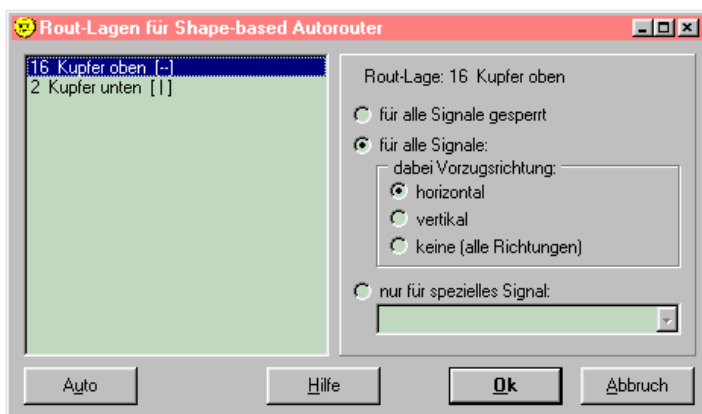 Rout-Lagen für Shape-based Autorouter
16 Kupfer oben [--]
2 Kupfer unten [ | ]
Rout-Lage: 16 Kupfer oben
für alle Signale gesperrt
für alle Signale:
dabei Vorzugsrichtung:
horizontal
vertikal
keine (alle Richtungen)
nur für spezielles Signal:
Auto
Hilfe
Ok
Abbruch